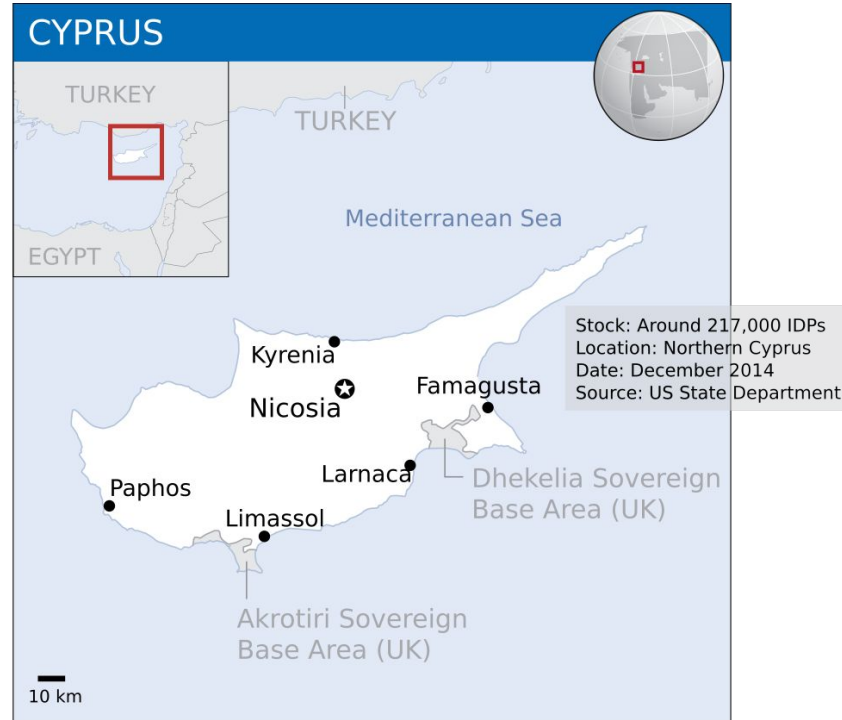 CYPRUS
TURKEY
TURKEY
EGYPT
Mediterranean Sea
Stock: Around 217,000 IDPs
Location: Northern Cyprus
Date: December 2014
Source: US State Department
Kyrenia
Nicosia
Famagusta
Larnaca
Paphos
Limassol
Dhekelia Sovereign
Base Area (UK)
Akrotiri Sovereign
Base Area (UK)
10 km